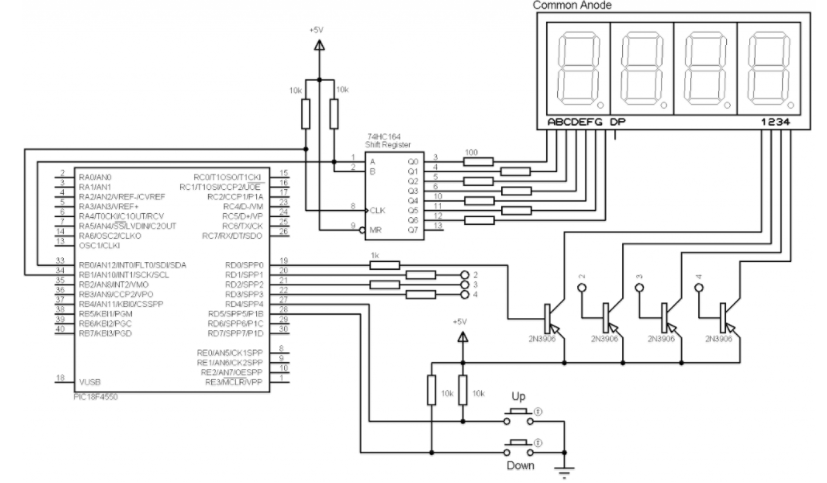 Common Anode
+5V
10k
10k
ABCDEFG DP
1234
74HC164
Shift Register
100
1 A Q0 3
2 B Q1 4
Q2 5
Q3 6
Q4 10
8 CLK Q5 11
Q6 12
9 MR Q7 13
2 RA0/AN0 RC0/T1OSO/T1CKI 15
3 RA1/AN1 RC1/T1OSI/CCP2/UOE 16
4 RA2/AN2/VREF-/CVREF RC2/CCP1/P1A 17
5 RA3/AN3/VREF+ RC4/D-/VM 23
6 RA4/T0CKI/C1OUT/RCV RC5/D+/VP 24
7 RA5/AN4/SS/LVDIN/C2OUT RC6/TX/CK 25
14 RA6/OSC2/CLKO RC7/RX/DT/SDO 26
13 OSC1/CLKI
33 RB0/AN12/INT0/FLT0/SDI/SDA RD0/SPP0 19
34 RB1/AN10/INT1/SCK/SCL RD1/SPP1 20
35 RB2/AN8/INT2/VMO RD2/SPP2 21
36 RB3/AN9/CCP2/VPO RD3/SPP3 22
37 RB4/AN11/KBI0/CSSPP RD4/SPP4 27
38 RB5/KBI1/PGM RD5/SPP5/P1B 28
39 RB6/KBI2/PGC RD6/SPP6/P1C 29
40 RB7/KBI3/PGD RD7/SPP7/P1D 30
RE0/AN5/CK1SPP 8
RE1/AN6/CK2SPP 9
RE2/AN7/OESPP 10
18 VUSB RE3/MCLR/VPP 1
PIC18F4550
1k
2
3
4
2
3
4
2N3906
2N3906
2N3906
2N3906
+5V
10k
10k
Up
Down